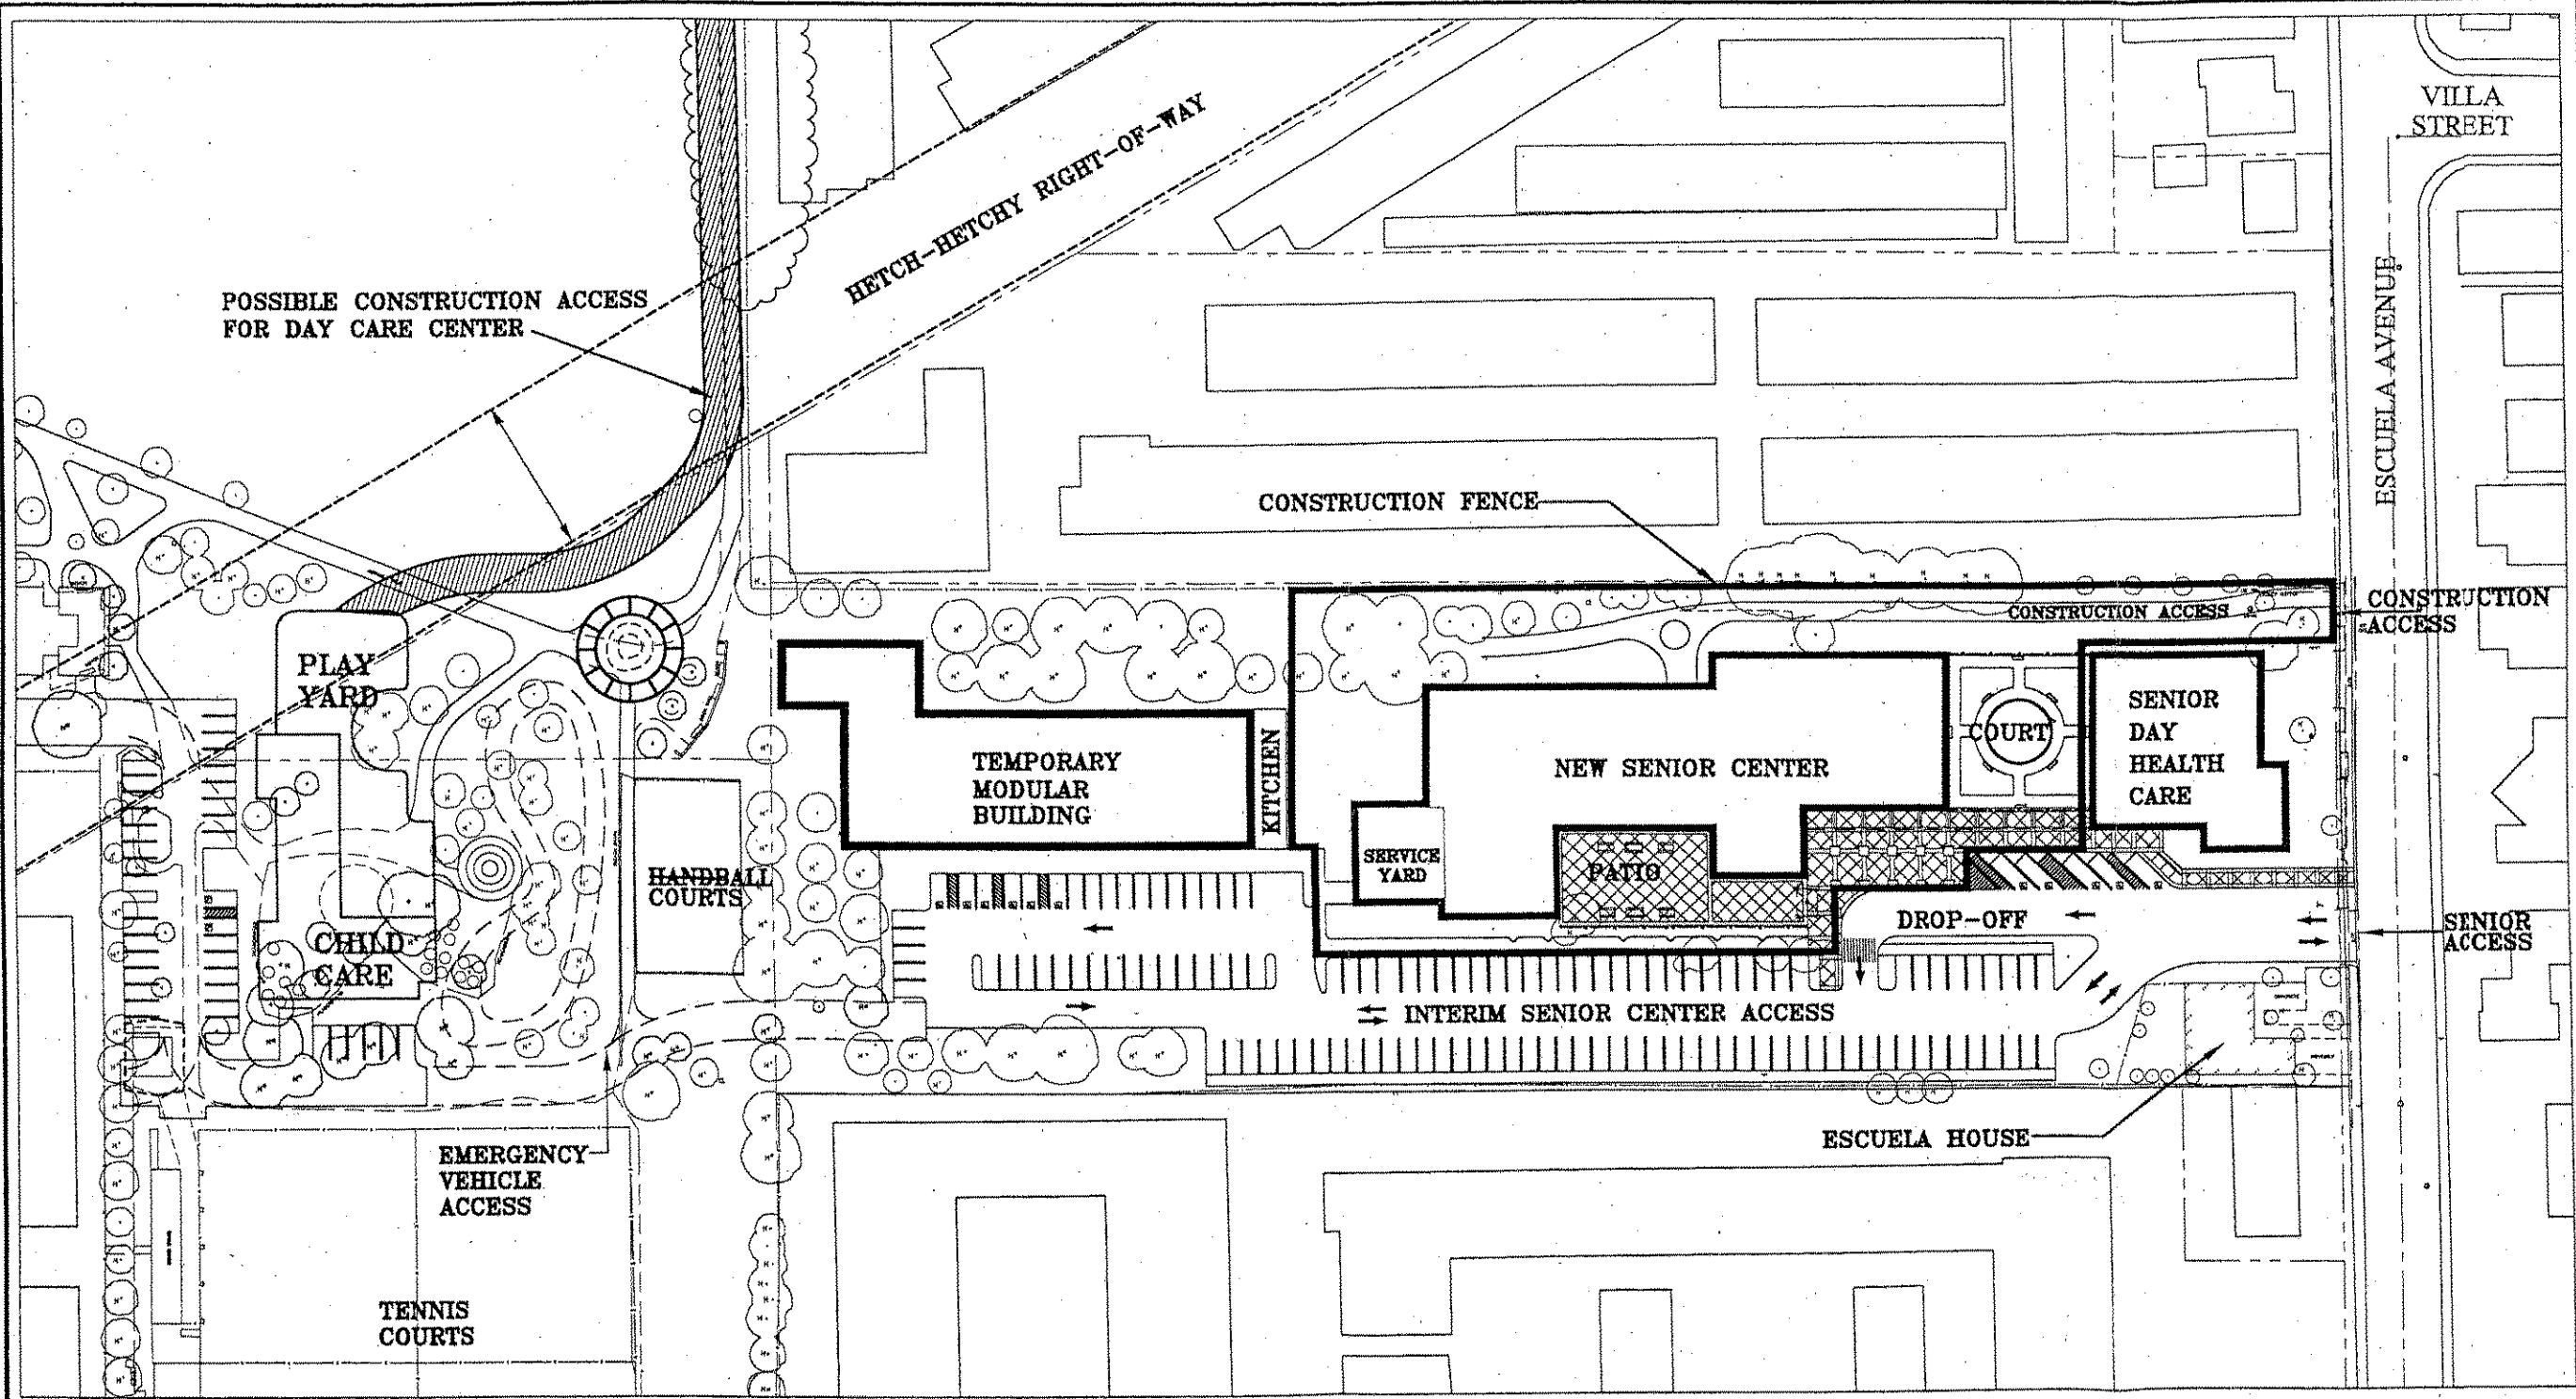 VILLA
STREET
HETCH-HETCHY RIGHT-OF-WAY
POSSIBLE CONSTRUCTION ACCESS
FOR DAY CARE CENTER
ESCUELA AVENUE
CONSTRUCTION FENCE
CONSTRUCTION ACCESS
CONSTRUCTION
ACCESS
PLAY
YARD
TEMPORARY
MODULAR
BUILDING
KITCHEN
NEW SENIOR CENTER
COURT
SENIOR
DAY
HEALTH
CARE
SERVICE
YARD
PATIO
HANDBALL
COURTS
CHILD
CARE
DROP-OFF
SENIOR
ACCESS
INTERIM SENIOR CENTER ACCESS
ESCUELA HOUSE
EMERGENCY
VEHICLE
ACCESS
TENNIS
COURTS